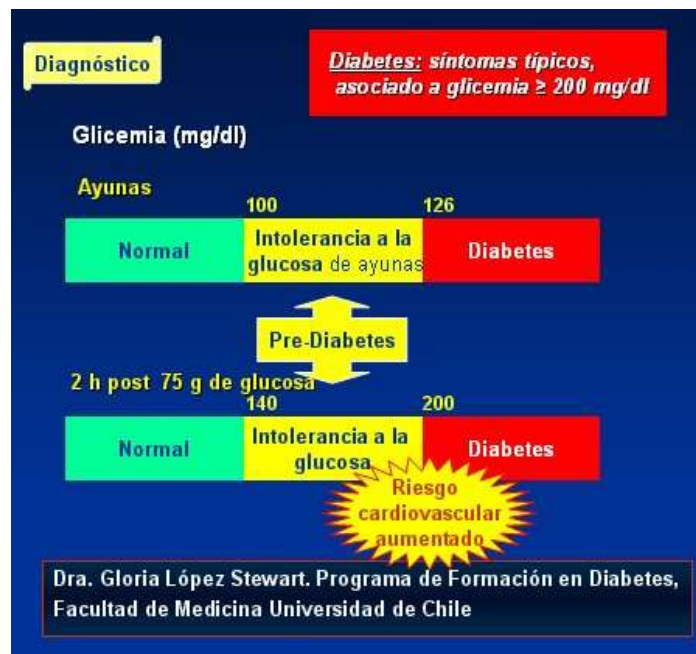 Diagnóstico
Diabetes: síntomas típicos,
asociado a glicemia ≥ 200 mg/dl
Glicemia (mg/dl)
Ayunas
100
126
Normal
Intolerancia a la
glucosa de ayunas
Diabetes
Pre-Diabetes
2 h post 75 g de glucosa
140
200
Normal
Intolerancia a la
glucosa
Diabetes
Riesgo
cardiovascular
aumentado
Dra. Gloria López Stewart. Programa de Formación en Diabetes,
Facultad de Medicina Universidad de Chile